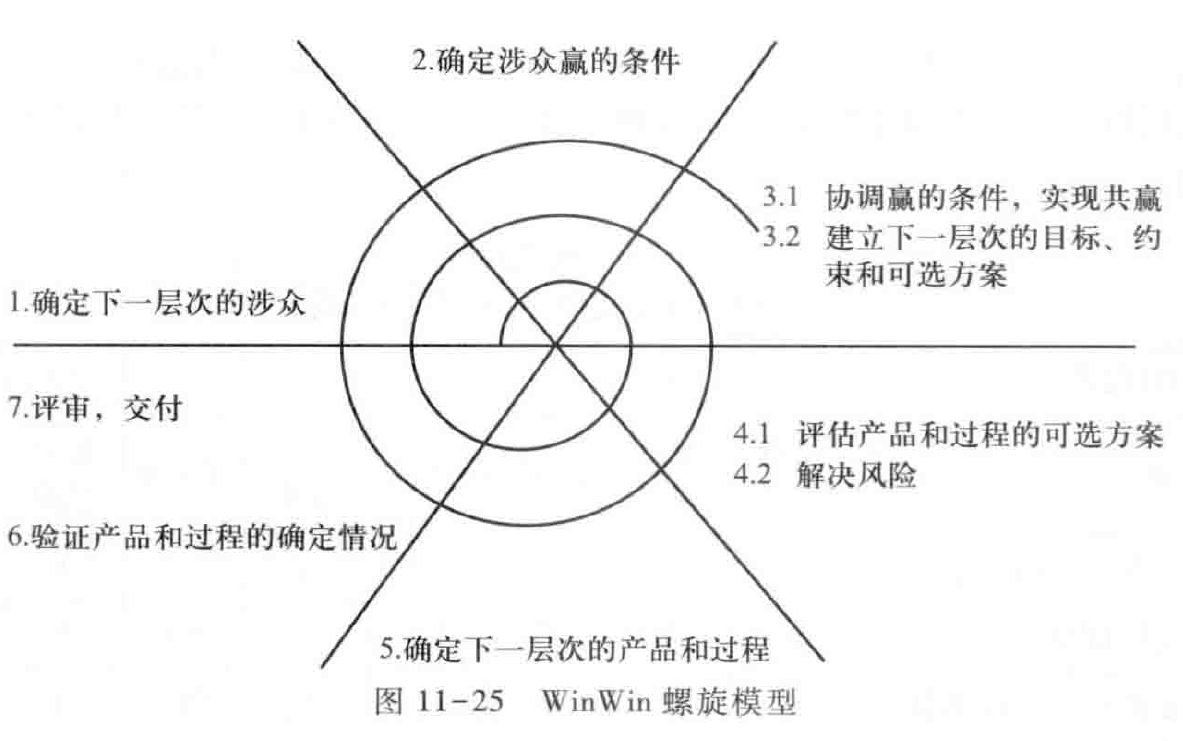 2.确定涉众赢的条件
3.1 协调赢的条件，实现共赢
3.2 建立下一层次的目标、约
束和可选方案
1.确定下一层次的涉众
7.评审，交付
4.1 评估产品和过程的可选方案
4.2 解决风险
6.验证产品和过程的确定情况
5.确定下一层次的产品和过程
图 11-25 WinWin 螺旋模型